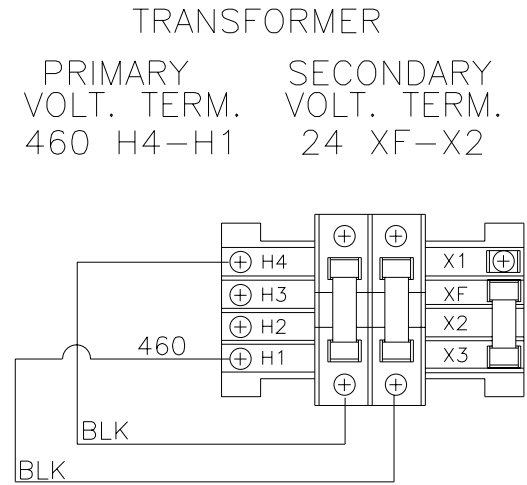 TRANSFORMER
PRIMARY SECONDARY
VOLT. TERM. VOLT. TERM.
460 H4-H1 24 XF-X2
H4 X1
H3 XF
H2 X2
460 H1 X3
BLK
BLK